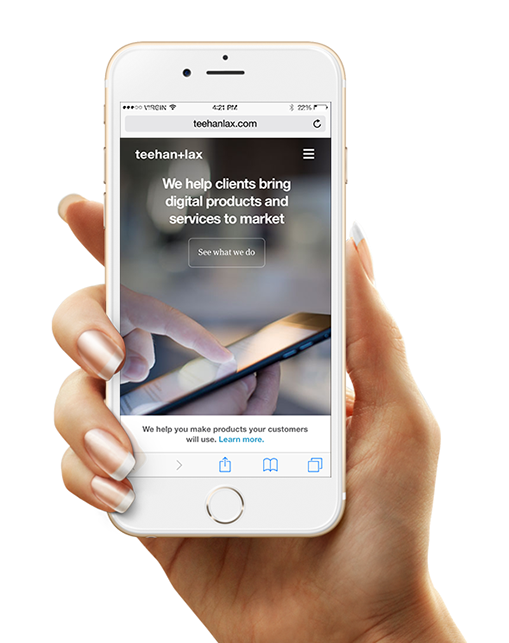 VIRGIN 4:21 PM 22%
teehanlax.com
teehan+lax
We help clients bring
digital products and
services to market
See what we do
We help you make products your customers
will use. Learn more.